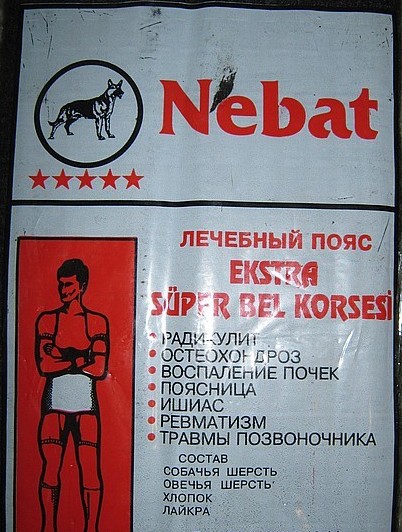 Nebat
ЛЕЧЕБНЫЙ ПОЯС
EKSTRA
SÜPER BEL KORSESİ
• РАДИКУЛИТ
• ОСТЕОХОНДРОЗ
• ВОСПАЛЕНИЕ ПОЧЕК
• ПОЯСНИЦА
• ИШИАС
• РЕВМАТИЗМ
• ТРАВМЫ ПОЗВОНОЧНИКА
СОСТАВ
СОБАЧЬЯ ШЕРСТЬ
ОВЕЧЬЯ ШЕРСТЬ
ХЛОПОК
ЛАЙКРА